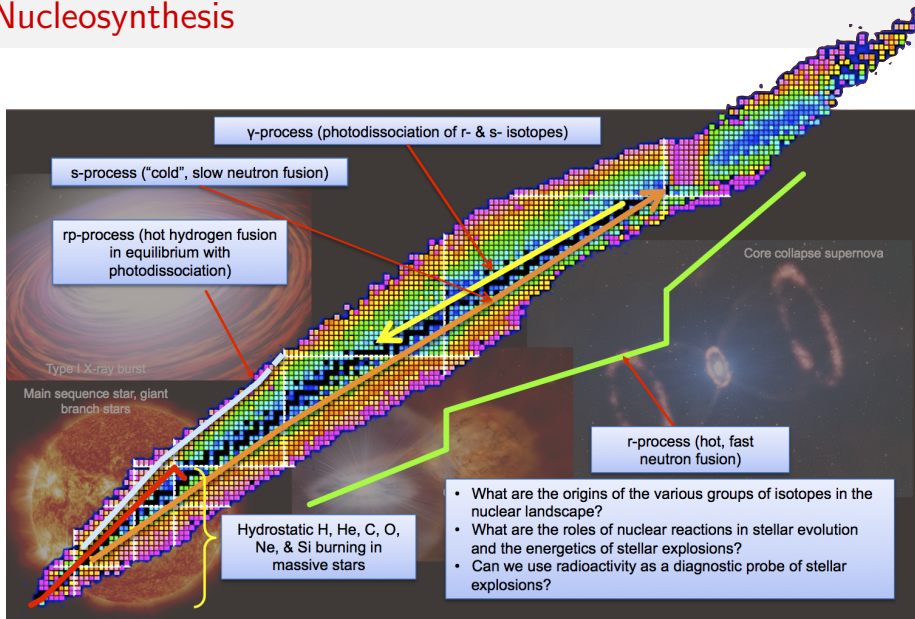 Nucleosynthesis
γ-process (photodissociation of r- & s- isotopes)
s-process (“cold”, slow neutron fusion)
rp-process (hot hydrogen fusion
in equilibrium with
photodissociation)
Core collapse supernova
Type I X-ray burst
Main sequence star, giant
branch stars
r-process (hot, fast
neutron fusion)
Hydrostatic H, He, C, O,
Ne, & Si burning in
massive stars
• What are the origins of the various groups of isotopes in the
nuclear landscape?
• What are the roles of nuclear reactions in stellar evolution
and the energetics of stellar explosions?
• Can we use radioactivity as a diagnostic probe of stellar
explosions?